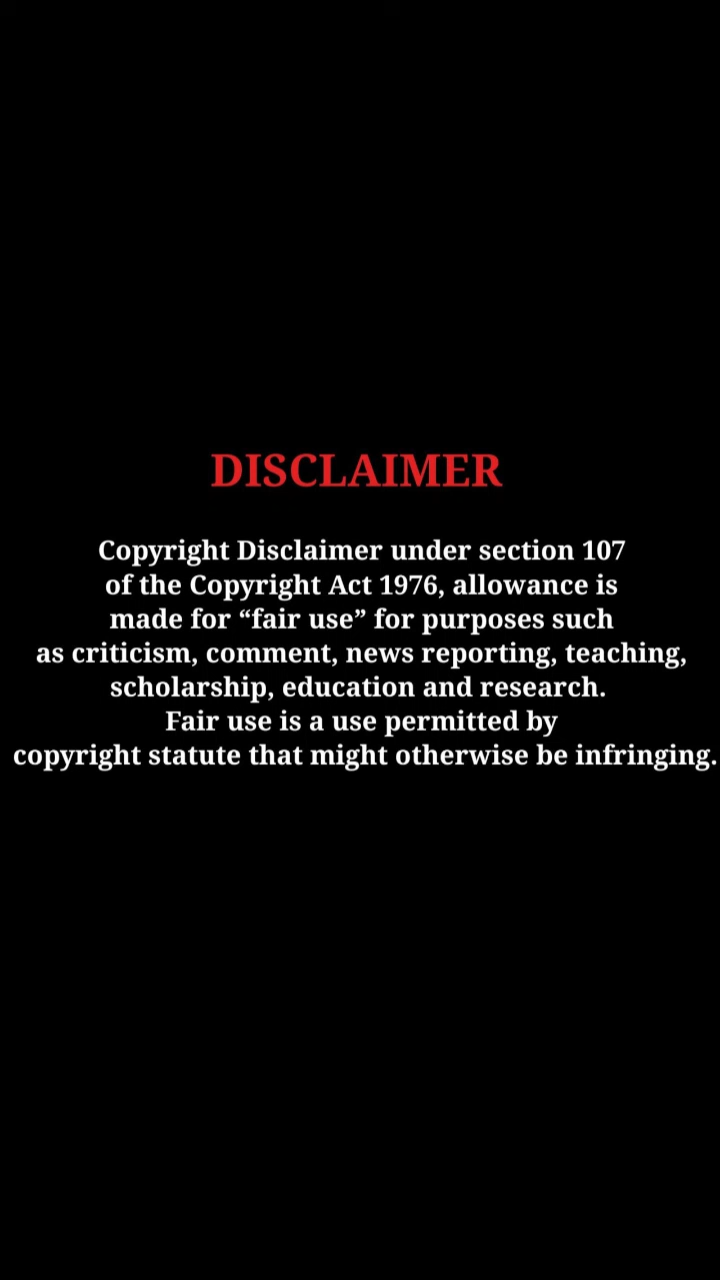 DISCLAIMER
Copyright Disclaimer under section 107
of the Copyright Act 1976, allowance is
made for “fair use” for purposes such
as criticism, comment, news reporting, teaching,
scholarship, education and research.
Fair use is a use permitted by
copyright statute that might otherwise be infringing.